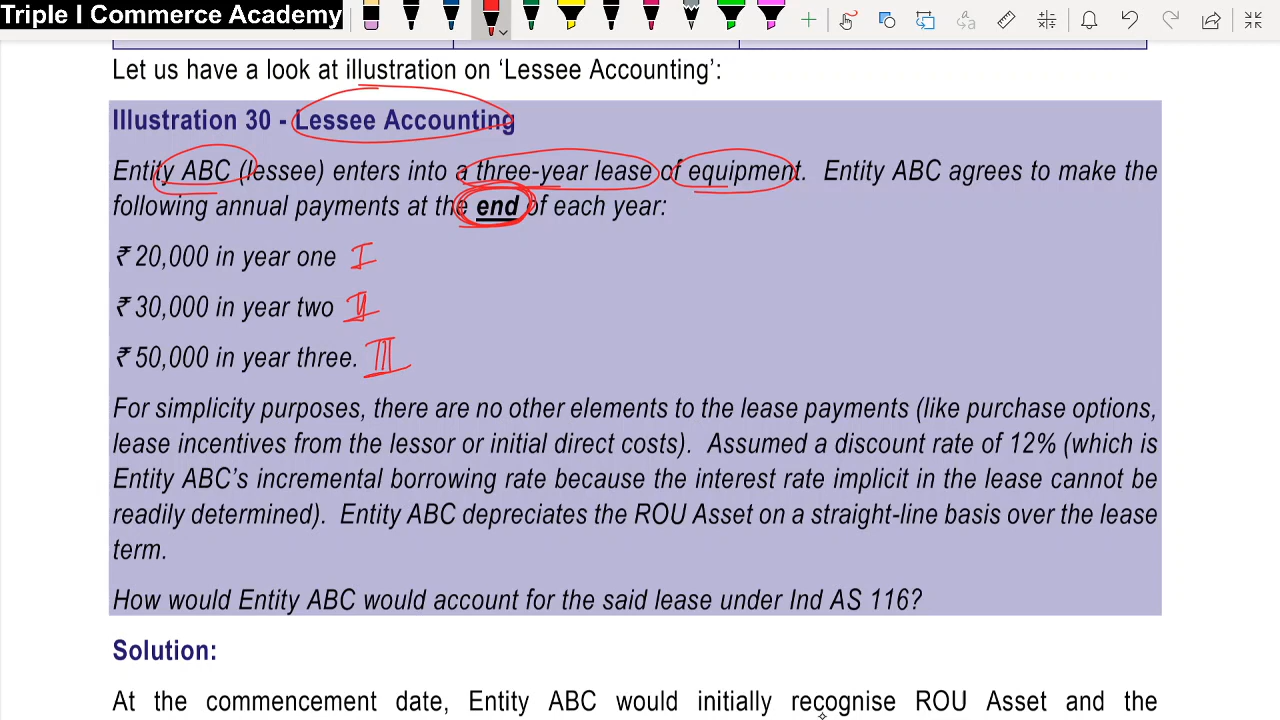 Triple I Commerce Academy
Let us have a look at illustration on ‘Lessee Accounting’:
Illustration 30 - Lessee Accounting
Entity ABC (lessee) enters into a three-year lease of equipment. Entity ABC agrees to make the
following annual payments at the end of each year:
₹ 20,000 in year one I
₹ 30,000 in year two II
₹ 50,000 in year three. III
For simplicity purposes, there are no other elements to the lease payments (like purchase options,
lease incentives from the lessor or initial direct costs). Assumed a discount rate of 12% (which is
Entity ABC’s incremental borrowing rate because the interest rate implicit in the lease cannot be
readily determined). Entity ABC depreciates the ROU Asset on a straight-line basis over the lease
term.
How would Entity ABC would account for the said lease under Ind AS 116?
Solution:
At the commencement date, Entity ABC would initially recognise ROU Asset and the